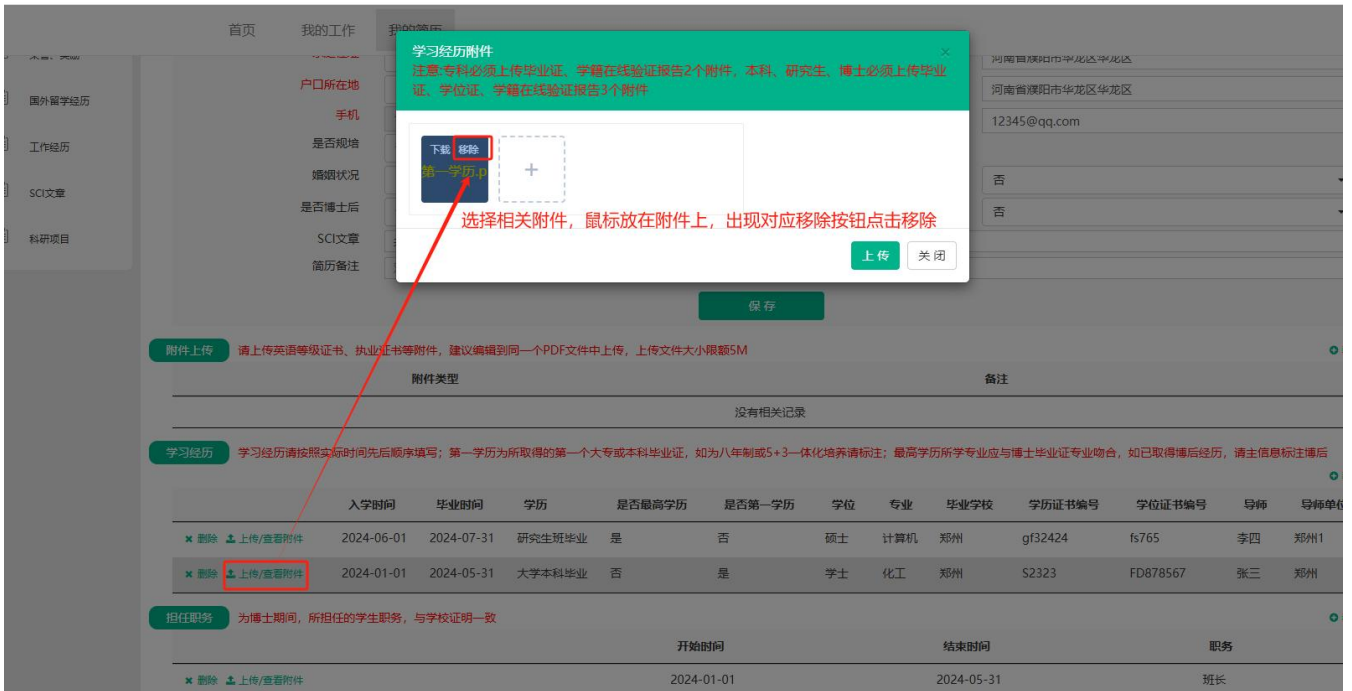 首页 我的工作 我的简历
国外留学经历
工作经历
SCI文章
科研项目
户口所在地
手机
是否规培
婚姻状况
是否博士后
SCI文章
简历备注
河南省濮阳市华龙区华龙区
河南省濮阳市华龙区华龙区
12345@qq.com
否
否
学习经历附件 ×
注意:专科必须上传毕业证、学籍在线验证报告2个附件，本科、研究生、博士必须上传毕业
证、学位证、学籍在线验证报告3个附件
下载 移除
第一学历.p
+
选择相关附件，鼠标放在附件上，出现对应移除按钮点击移除
上传 关闭
保存
附件上传 请上传英语等级证书、执业证书等附件，建议编辑到同一个PDF文件中上传，上传文件大小限额5M
附件类型 备注
没有相关记录
学习经历 学习经历请按照实际时间先后顺序填写；第一学历为所取得的第一个大专或本科毕业证，如为八年制或5+3一体化培养请标注；最高学历所学专业应与博士毕业证专业吻合，如已取得博后经历，请主信息标注博后
入学时间 毕业时间 学历 是否最高学历 是否第一学历 学位 专业 毕业学校 学历证书编号 学位证书编号 导师 导师单位
× 删除 上传/查看附件 2024-06-01 2024-07-31 研究生班毕业 是 否 硕士 计算机 郑州 gf32424 fs765 李四 郑州1
× 删除 上传/查看附件 2024-01-01 2024-05-31 大学本科毕业 否 是 学士 化工 郑州 S2323 FD878567 张三 郑州
担任职务 为博士期间，所担任的学生职务，与学校证明一致
开始时间 结束时间 职务
× 删除 上传/查看附件 2024-01-01 2024-05-31 班长